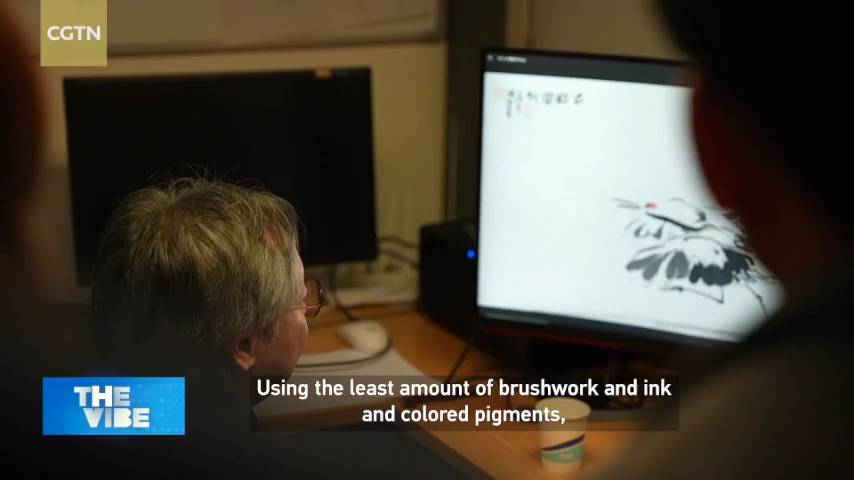 CGTN
THE
VIBE
Using the least amount of brushwork and ink
and colored pigments,